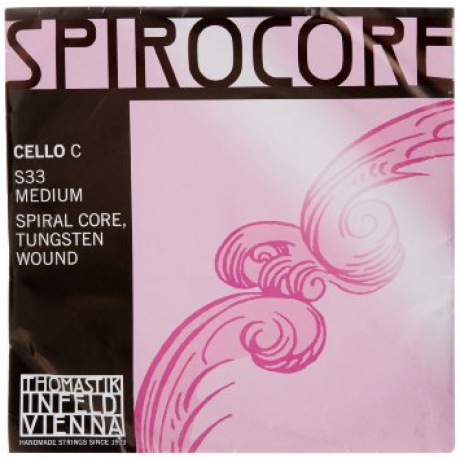 SPIROCORE
CELLO C
S33
MEDIUM
SPIRAL CORE,
TUNGSTEN
WOUND
THOMASTIK
INFELD
VIENNA
HANDMADE STRINGS SINCE 1919